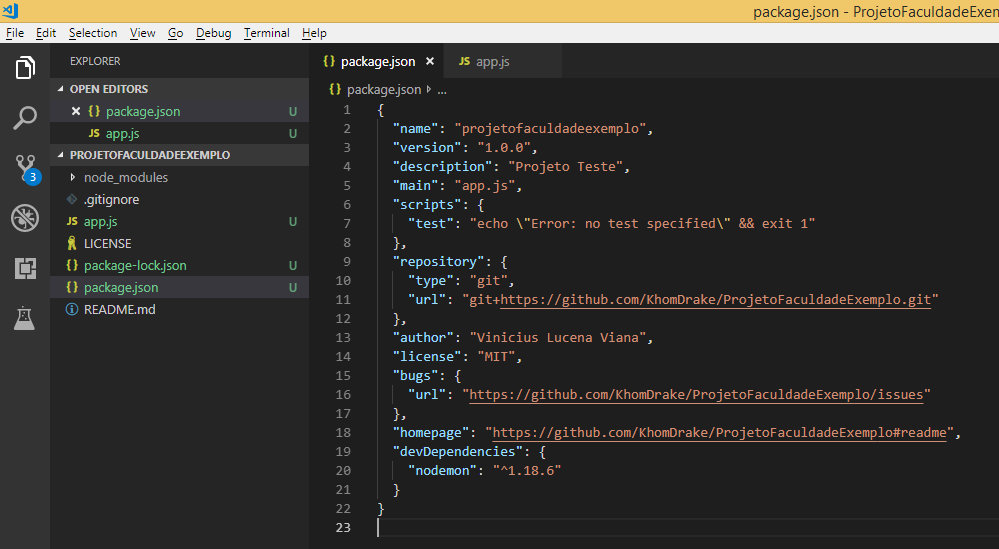 package.json - ProjetoFaculdadeExem
File Edit Selection View Go Debug Terminal Help
EXPLORER
OPEN EDITORS
{} package.json U
JS app.js U
PROJETOFACULDADEEXEMPLO
node_modules
.gitignore
JS app.js U
LICENSE
{} package-lock.json U
{} package.json U
README.md
3
{} package.json × JS app.js
{} package.json ...
1 {
2 "name": "projetofaculdadeexemplo",
3 "version": "1.0.0",
4 "description": "Projeto Teste",
5 "main": "app.js",
6 "scripts": {
7 "test": "echo \"Error: no test specified\" && exit 1"
8 },
9 "repository": {
10 "type": "git",
11 "url": "git+https://github.com/KhomDrake/ProjetoFaculdadeExemplo.git"
12 },
13 "author": "Vinicius Lucena Viana",
14 "license": "MIT",
15 "bugs": {
16 "url": "https://github.com/KhomDrake/ProjetoFaculdadeExemplo/issues"
17 },
18 "homepage": "https://github.com/KhomDrake/ProjetoFaculdadeExemplo#readme",
19 "devDependencies": {
20 "nodemon": "^1.18.6"
21 }
22 }
23